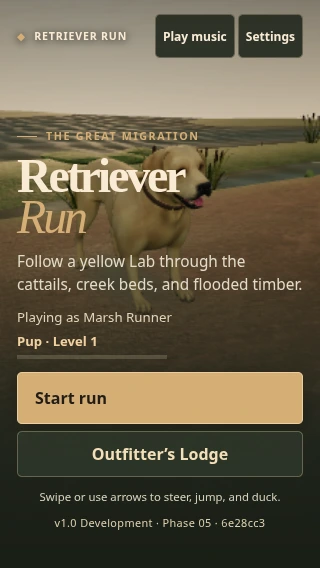 RETRIEVER RUN
Play music
Settings
THE GREAT MIGRATION
Retriever
Run
Follow a yellow Lab through the
cattails, creek beds, and flooded timber.
Playing as Marsh Runner
Pup · Level 1
Start run
Outfitter’s Lodge
Swipe or use arrows to steer, jump, and duck.
v1.0 Development · Phase 05 · 6e28cc3